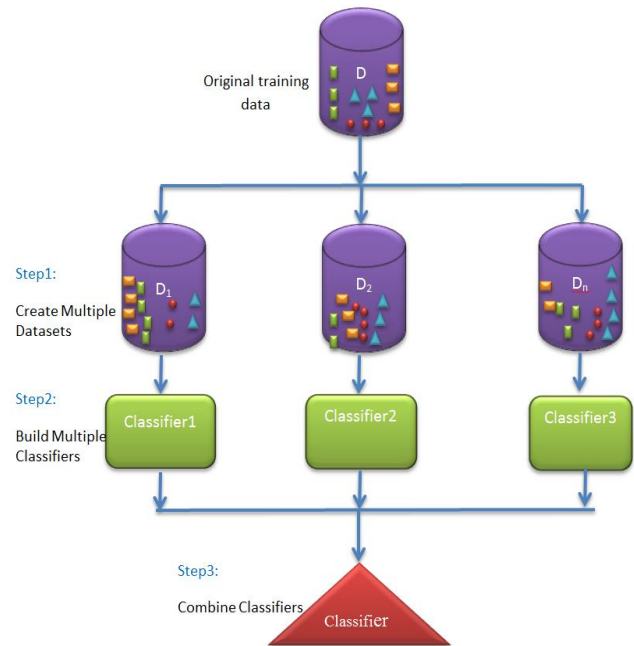 D
Original training
data
Step1:
Create Multiple
Datasets
D₁
D₂
Dₙ
Step2:
Build Multiple
Classifiers
Classifier1
Classifier2
Classifier3
Step3:
Combine Classifiers
Classifier